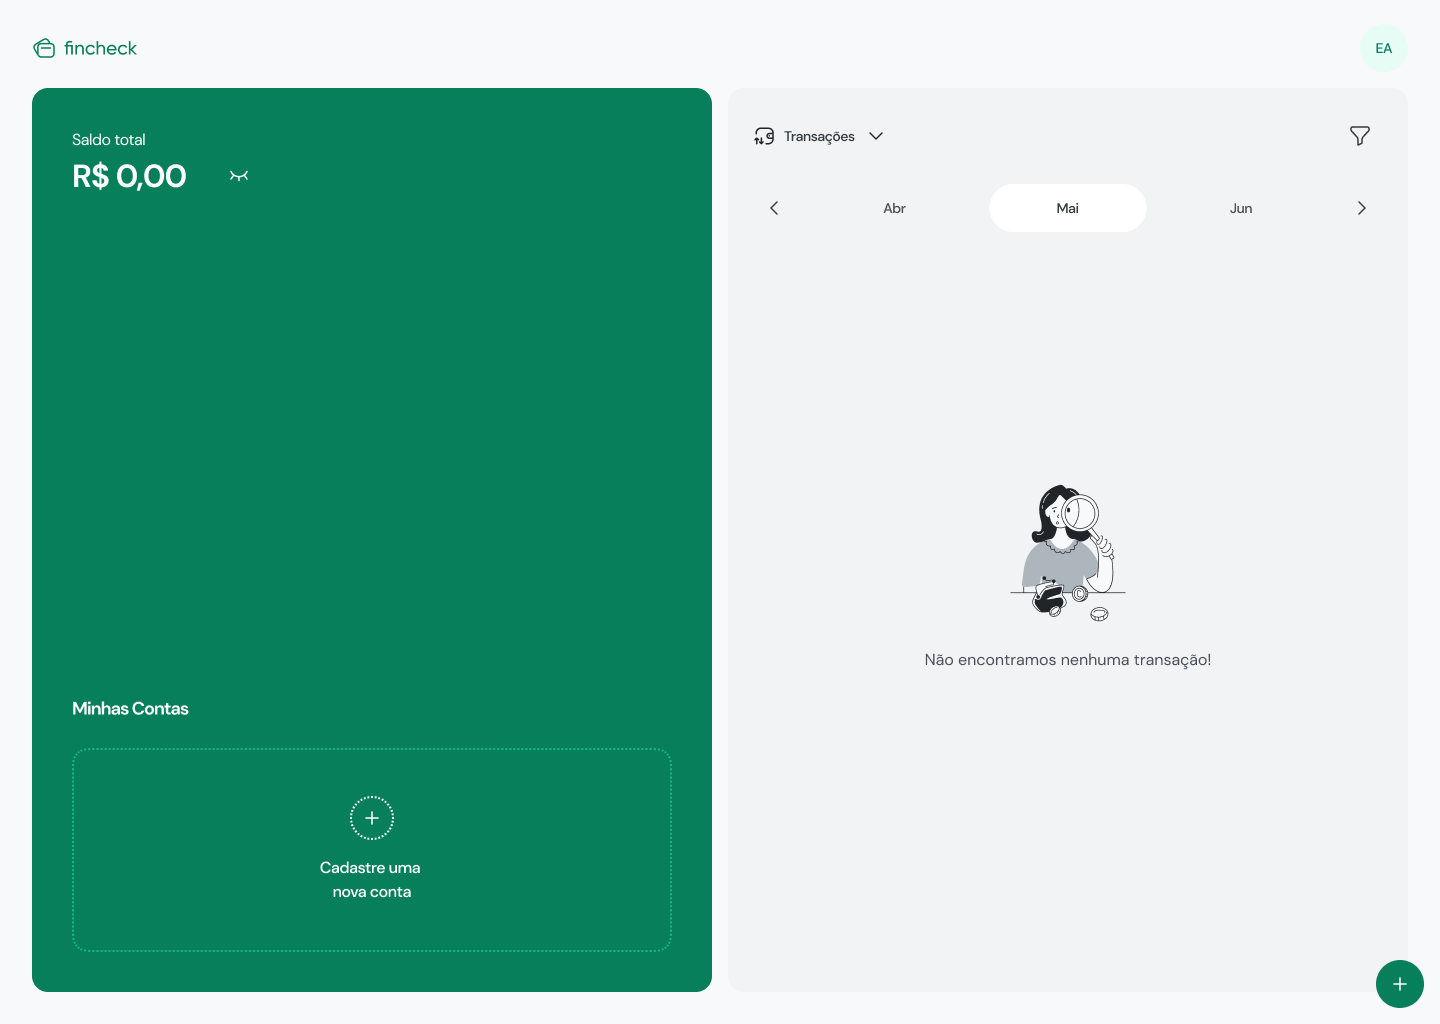 fincheck
EA
Saldo total
R$ 0,00
Minhas Contas
Cadastre uma
nova conta
Transações
Abr
Mai
Jun
Não encontramos nenhuma transação!